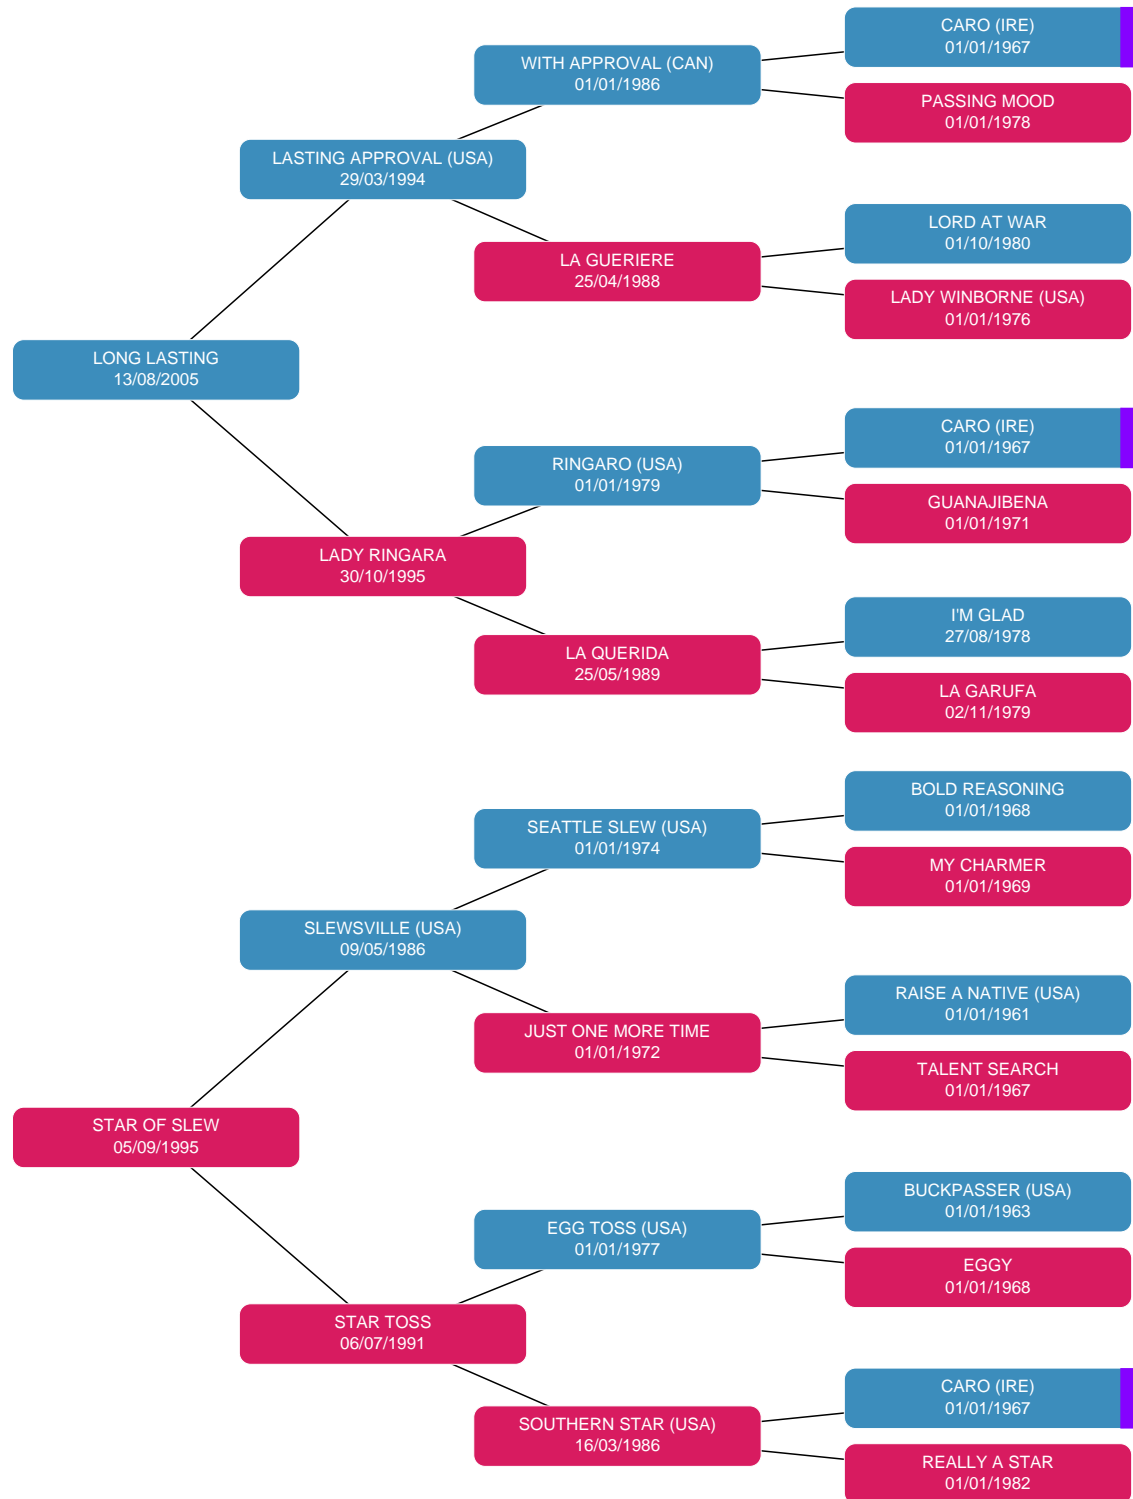 CARO (IRE)
01/01/1967
WITH APPROVAL (CAN)
01/01/1986
PASSING MOOD
01/01/1978
LASTING APPROVAL (USA)
29/03/1994
LORD AT WAR
01/10/1980
LA GUERIERE
25/04/1988
LADY WINBORNE (USA)
01/01/1976
LONG LASTING
13/08/2005
CARO (IRE)
01/01/1967
RINGARO (USA)
01/01/1979
GUANAJIBENA
01/01/1971
LADY RINGARA
30/10/1995
I'M GLAD
27/08/1978
LA QUERIDA
25/05/1989
LA GARUFA
02/11/1979
BOLD REASONING
01/01/1968
SEATTLE SLEW (USA)
01/01/1974
MY CHARMER
01/01/1969
SLEWSVILLE (USA)
09/05/1986
RAISE A NATIVE (USA)
01/01/1961
JUST ONE MORE TIME
01/01/1972
TALENT SEARCH
01/01/1967
STAR OF SLEW
05/09/1995
BUCKPASSER (USA)
01/01/1963
EGG TOSS (USA)
01/01/1977
EGGY
01/01/1968
STAR TOSS
06/07/1991
CARO (IRE)
01/01/1967
SOUTHERN STAR (USA)
16/03/1986
REALLY A STAR
01/01/1982